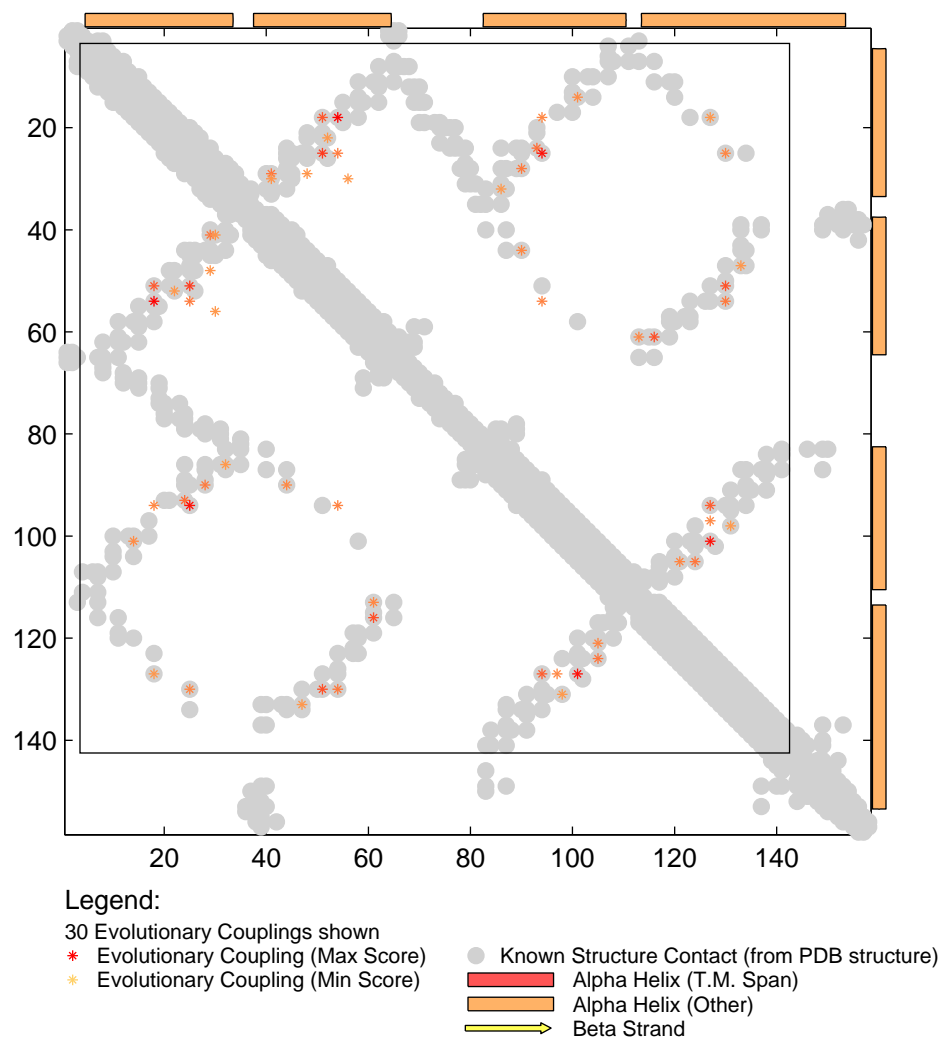 20
40
60
80
100
120
140
20 40 60 80 100 120 140
Legend:
30 Evolutionary Couplings shown
Evolutionary Coupling (Max Score)
Evolutionary Coupling (Min Score)
Known Structure Contact (from PDB structure)
Alpha Helix (T.M. Span)
Alpha Helix (Other)
Beta Strand